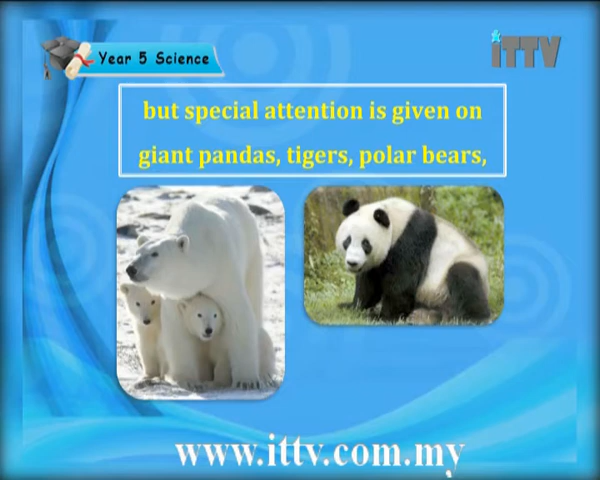 Year 5 Science
iTTV
but special attention is given on
giant pandas, tigers, polar bears,
www.ittv.com.my